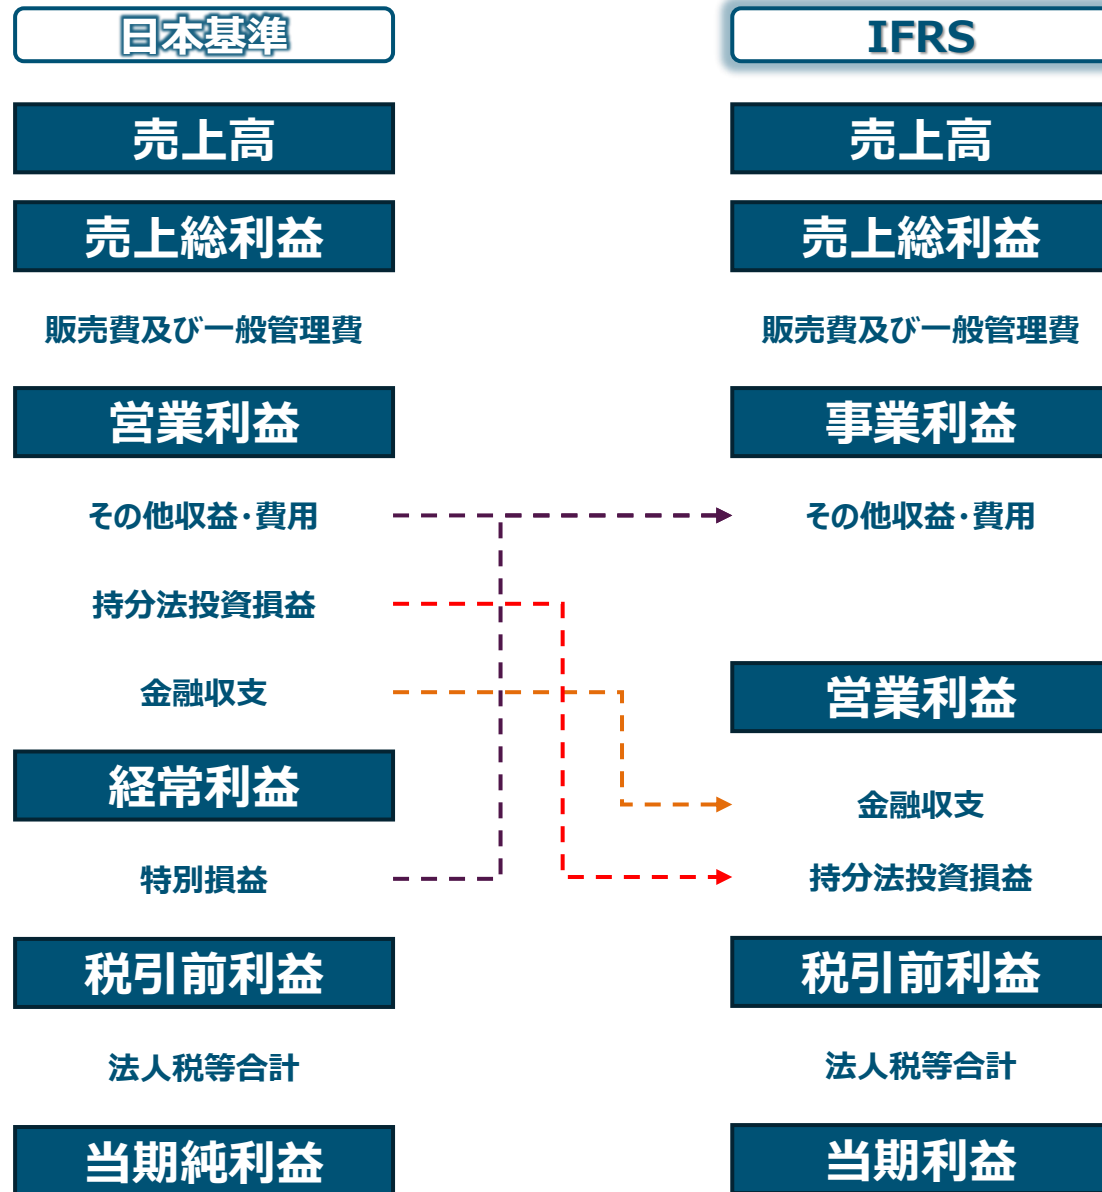 日本基準
売上高
売上総利益
販売費及び一般管理費
営業利益
その他収益・費用
持分法投資損益
金融収支
経常利益
特別損益
税引前利益
法人税等合計
当期純利益
IFRS
売上高
売上総利益
販売費及び一般管理費
事業利益
その他収益・費用
営業利益
金融収支
持分法投資損益
税引前利益
法人税等合計
当期利益